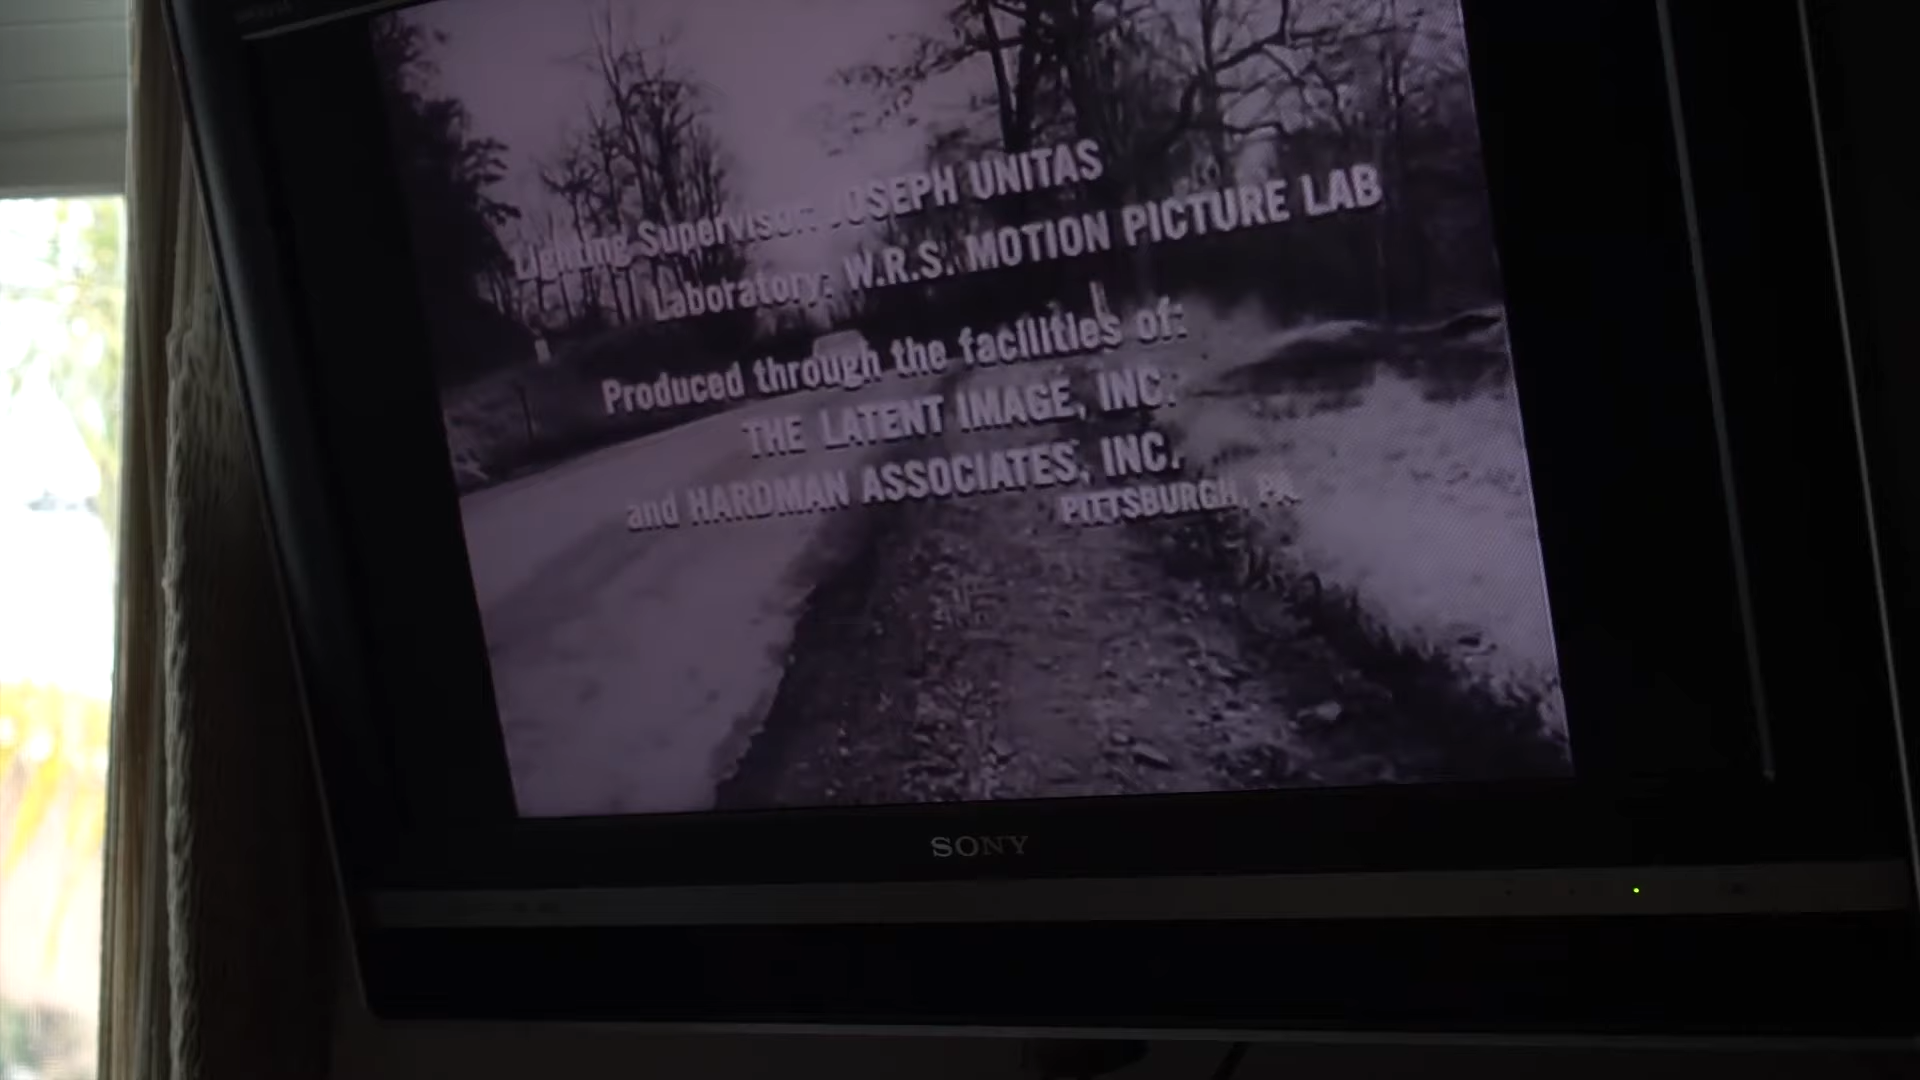 Lighting Supervisor: JOSEPH UNITAS
Laboratory: W.R.S. MOTION PICTURE LAB
Produced through the facilities of:
THE LATENT IMAGE, INC.
and HARDMAN ASSOCIATES, INC.
PITTSBURGH, PA.
SONY